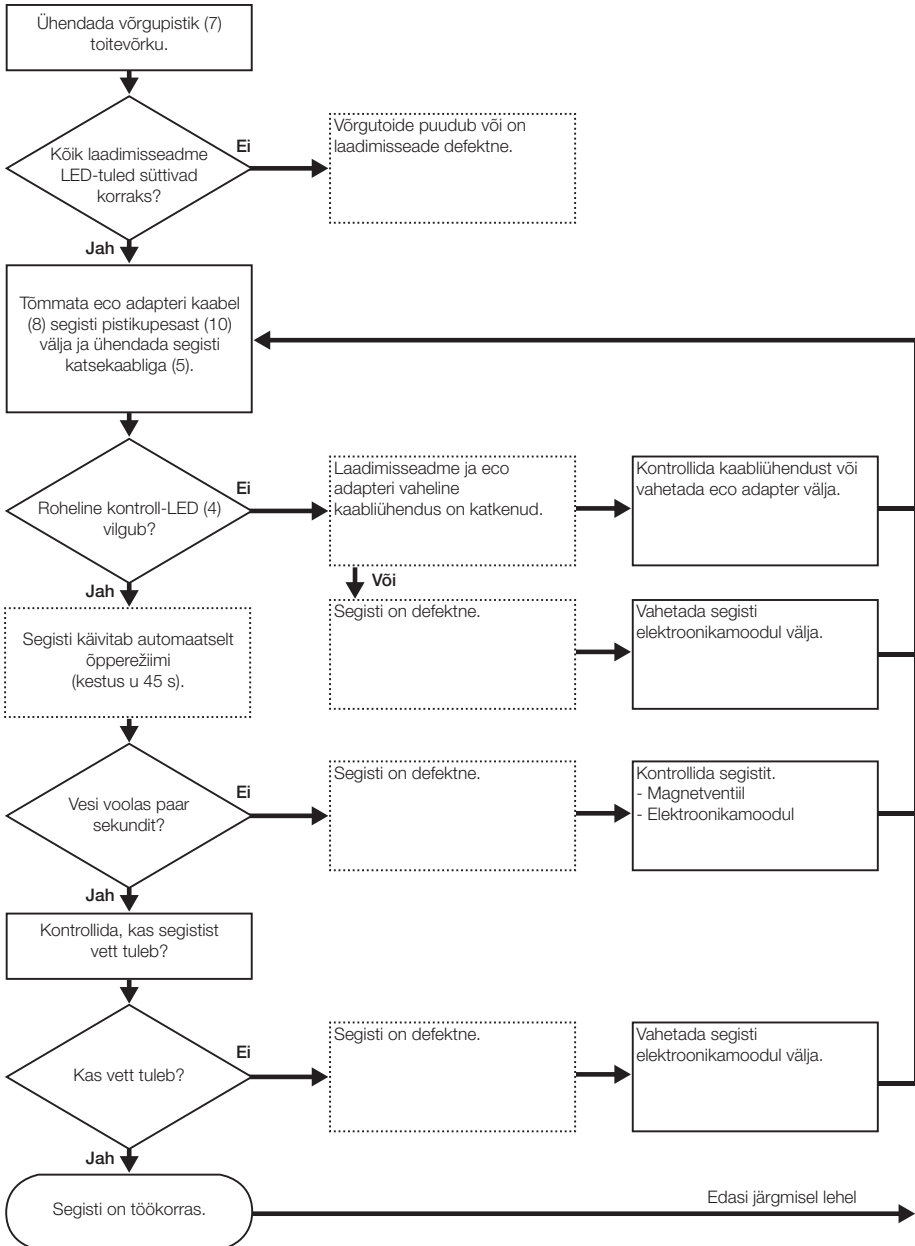 Ühendada võrgupistik (7)
toitevõrku.
Kõik laadimisseadme
LED-tuled süttivad
korraks?
Ei
Võrgutoide puudub või on
laadimisseade defektne.
Jah
Tõmmata eco adapteri kaabel
(8) segisti pistikupesast (10)
välja ja ühendada segisti
katsekaabliga (5).
Roheline kontroll-LED (4)
vilgub?
Ei
Laadimisseadme ja eco
adapteri vaheline
kaabliühendus on katkenud.
Kontrollida kaabliühendust või
vahetada eco adapter välja.
Või
Segisti on defektne.
Vahetada segisti
elektroonikamoodul välja.
Jah
Segisti käivitab automaatselt
õpperežiimi
(kestus u 45 s).
Vesi voolas paar
sekundit?
Ei
Segisti on defektne.
Kontrollida segistit.
- Magnetventiil
- Elektroonikamoodul
Jah
Kontrollida, kas segistist
vett tuleb?
Kas vett tuleb?
Ei
Segisti on defektne.
Vahetada segisti
elektroonikamoodul välja.
Jah
Segisti on töökorras.
Edasi järgmisel lehel